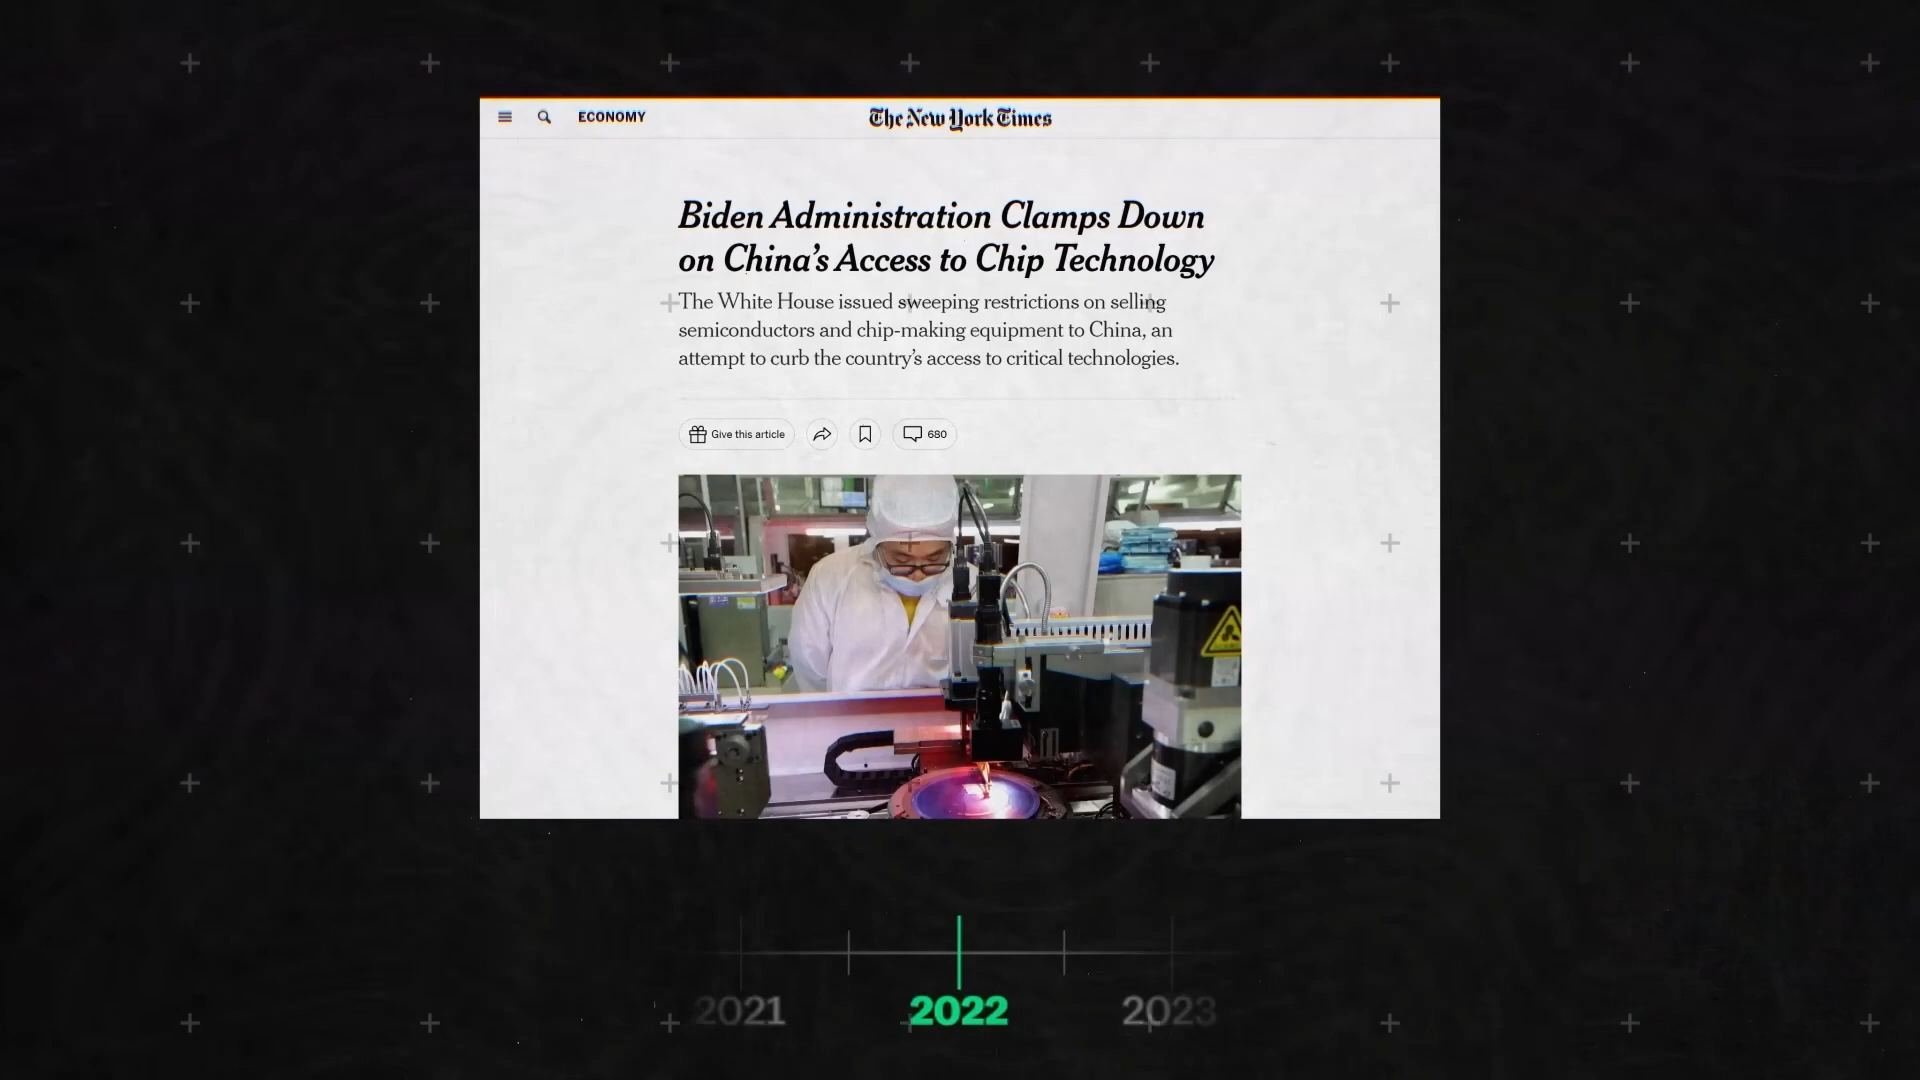 ECONOMY
The New York Times
Biden Administration Clamps Down
on China’s Access to Chip Technology
The White House issued sweeping restrictions on selling
semiconductors and chip-making equipment to China, an
attempt to curb the country’s access to critical technologies.
Give this article
680
2021
2022
2023